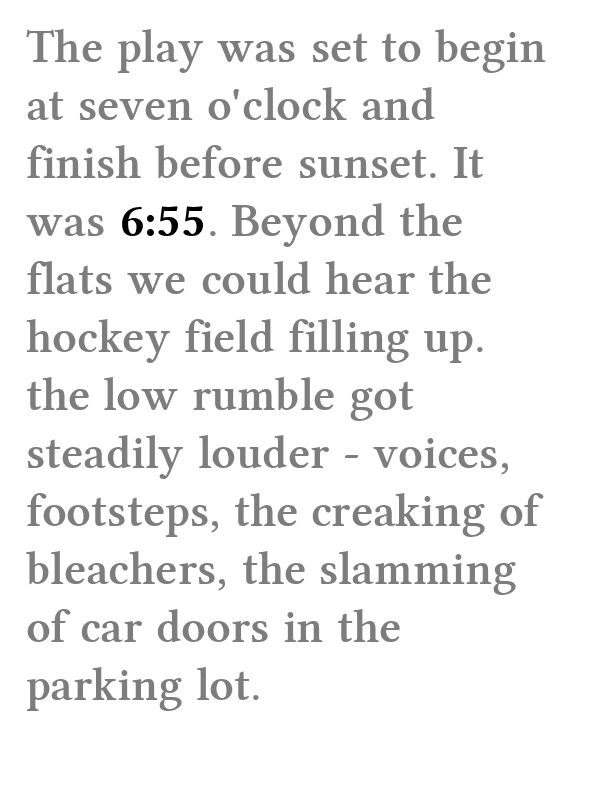 The play was set to begin
at seven o'clock and
finish before sunset. It
was 6:55. Beyond the
flats we could hear the
hockey field filling up.
the low rumble got
steadily louder - voices,
footsteps, the creaking of
bleachers, the slamming
of car doors in the
parking lot.